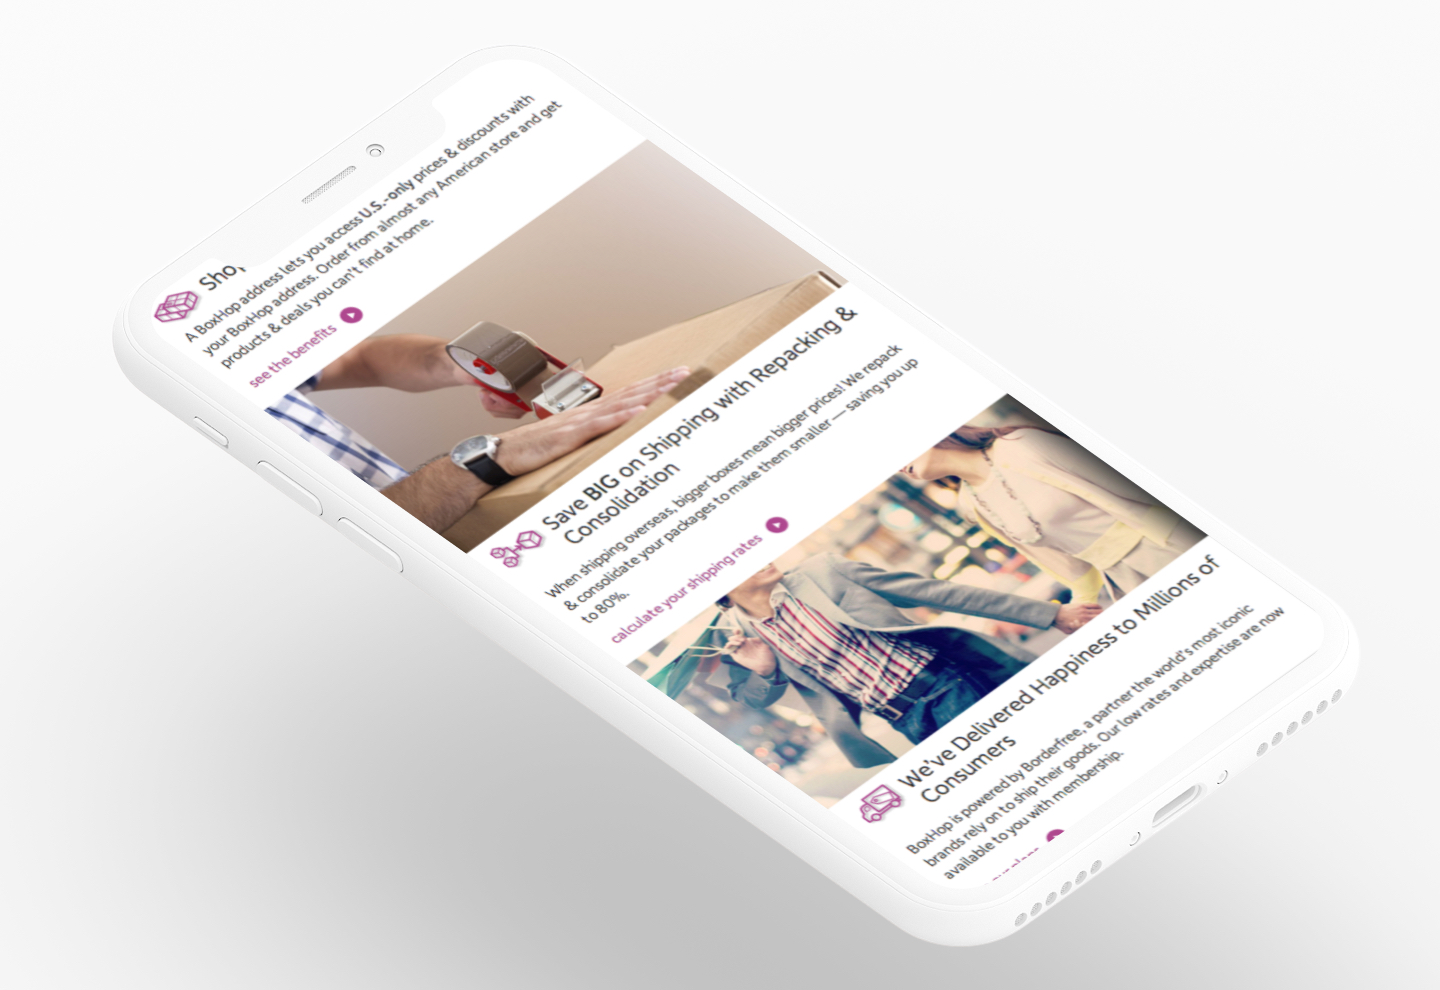 Shop
A BoxHop address lets you access U.S.-only prices & discounts with
your BoxHop address. Order from almost any American store and get
products & deals you can't find at home.
see the benefits
Save BIG on Shipping with Repacking &
Consolidation
When shipping overseas, bigger boxes mean bigger prices! We repack
& consolidate your packages to make them smaller — saving you up
to 80%.
calculate your shipping rates
We've Delivered Happiness to Millions of
Consumers
BoxHop is powered by Borderfree, a partner the world's most iconic
brands rely on to ship their goods. Our low rates and expertise are now
available to you with membership.